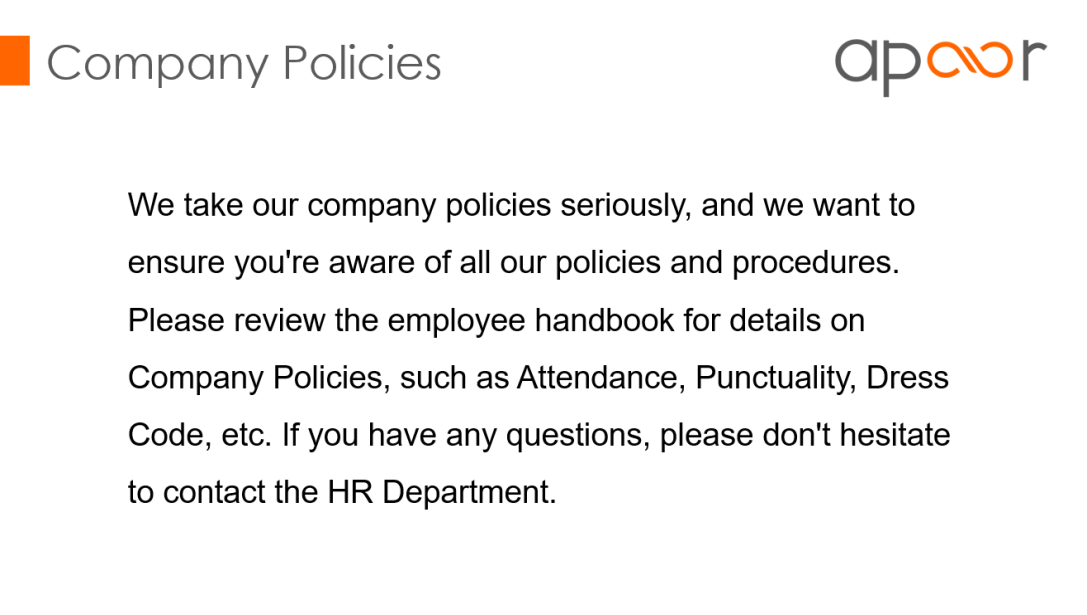 Company Policies
apoor
We take our company policies seriously, and we want to
ensure you're aware of all our policies and procedures.
Please review the employee handbook for details on
Company Policies, such as Attendance, Punctuality, Dress
Code, etc. If you have any questions, please don't hesitate
to contact the HR Department.